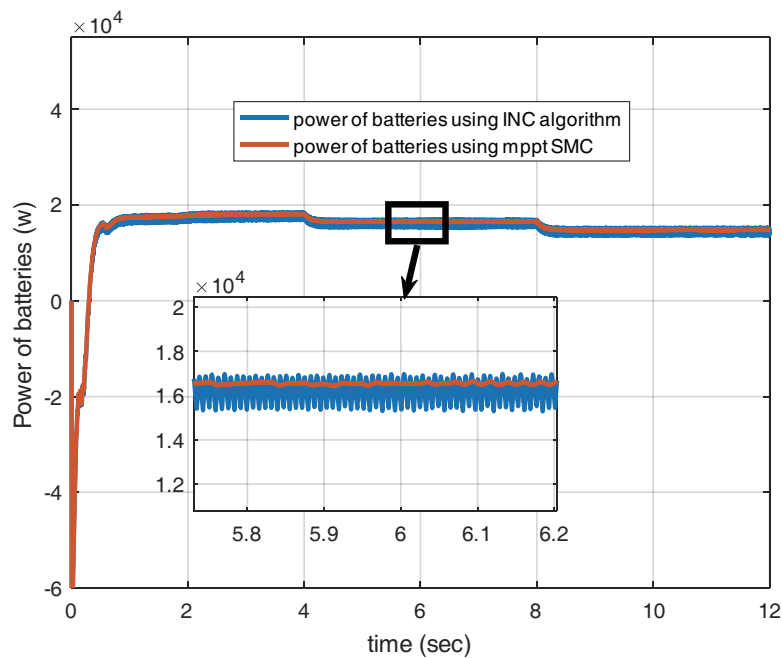 × 10^4
4
2
0
-2
-4
-6
Power of batteries (w)
power of batteries using INC algorithm
power of batteries using mppt SMC
× 10^4
2
1.8
1.6
1.4
1.2
5.8 5.9 6 6.1 6.2
0 2 4 6 8 10 12
time (sec)